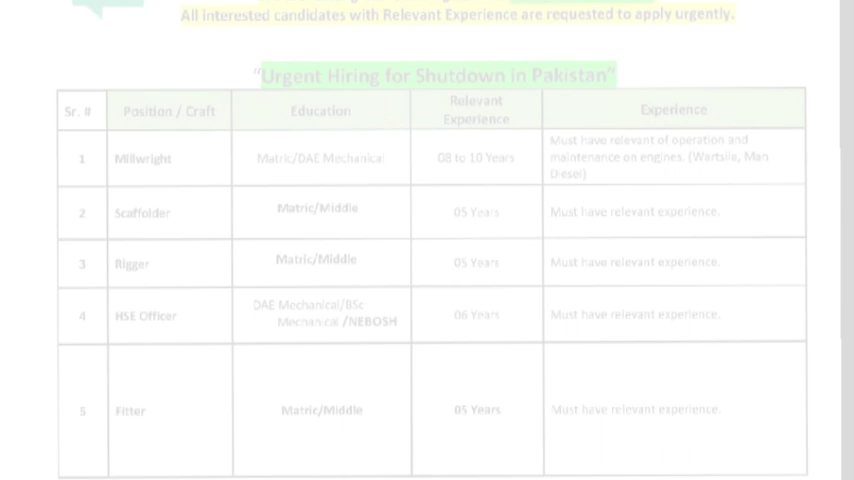 All interested candidates with Relevant Experience are requested to apply urgently.
"Urgent Hiring for Shutdown in Pakistan"
Sr. # Position / Craft Education Relevant Experience Experience
1 Millwright Matric/DAE Mechanical 08 to 10 Years Must have relevant of operation and
maintenance on engines. (Wartsila, Man
Diesel)
2 Scaffolder Matric/Middle 05 Years Must have relevant experience.
3 Rigger Matric/Middle 05 Years Must have relevant experience.
4 HSE Officer DAE Mechanical/BSc
Mechanical /NEBOSH 06 Years Must have relevant experience.
5 Fitter Matric/Middle 05 Years Must have relevant experience.